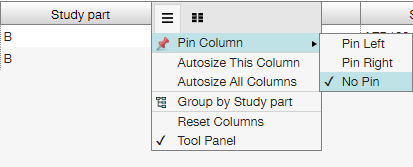 Study part
B
B
Pin Column
Autosize This Column
Autosize All Columns
Group by Study part
Reset Columns
Tool Panel
Pin Left
Pin Right
No Pin